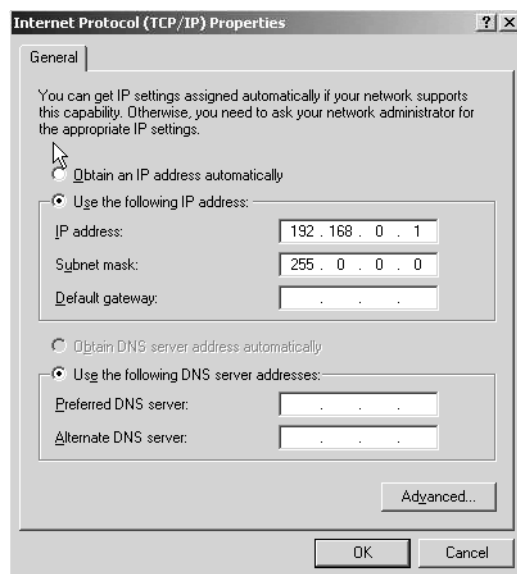 Internet Protocol (TCP/IP) Properties
General
You can get IP settings assigned automatically if your network supports
this capability. Otherwise, you need to ask your network administrator for
the appropriate IP settings.
Obtain an IP address automatically
Use the following IP address:
IP address: 192 . 168 . 0 . 1
Subnet mask: 255 . 0 . 0 . 0
Default gateway: . . .
Obtain DNS server address automatically
Use the following DNS server addresses:
Preferred DNS server: . . .
Alternate DNS server: . . .
Advanced...
OK Cancel